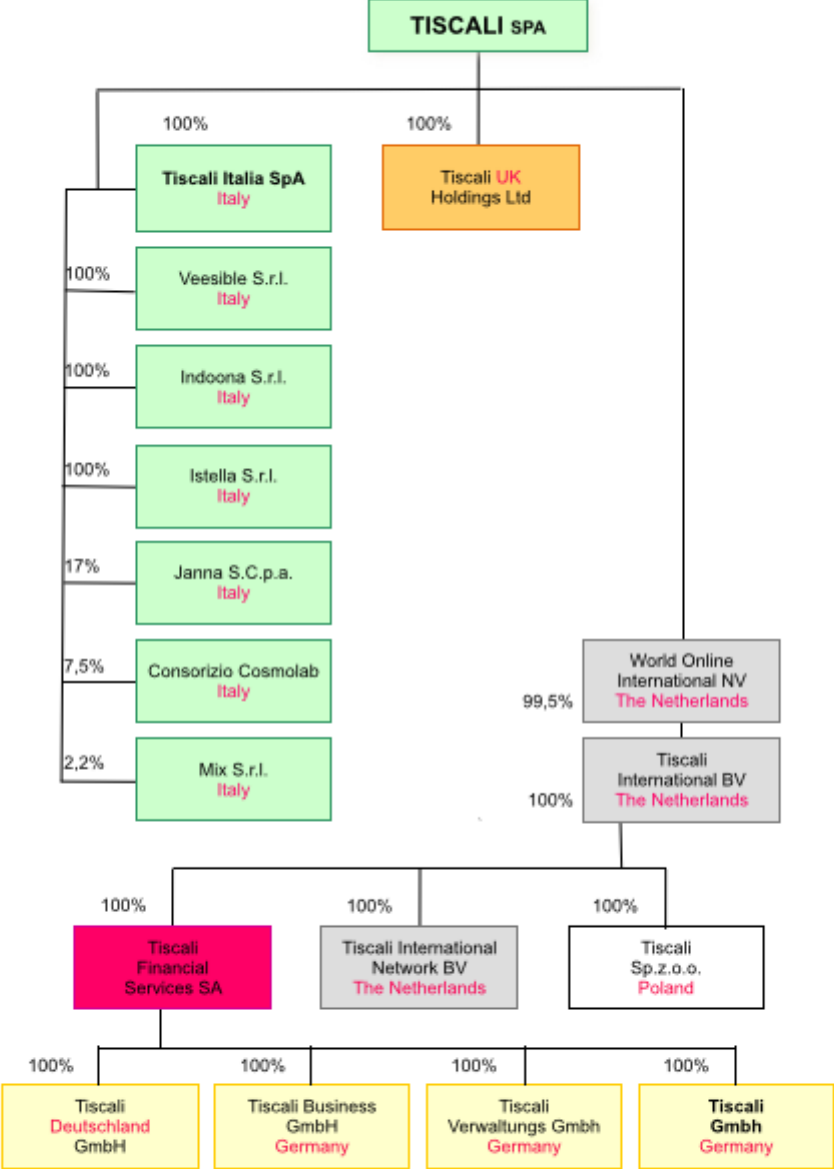 TISCALI SPA
100%
100%
Tiscali Italia SpA
Italy
Tiscali UK
Holdings Ltd
100%
Veesible S.r.l.
Italy
100%
Indoona S.r.l.
Italy
100%
Istella S.r.l.
Italy
17%
Janna S.C.p.a.
Italy
7,5%
Consorizio Cosmolab
Italy
2,2%
Mix S.r.l.
Italy
99,5%
World Online
International NV
The Netherlands
100%
Tiscali
International BV
The Netherlands
100%
100%
100%
Tiscali
Financial
Services SA
Tiscali International
Network BV
The Netherlands
Tiscali
Sp.z.o.o.
Poland
100%
100%
100%
100%
Tiscali
Deutschland
GmbH
Tiscali Business
GmbH
Germany
Tiscali
Verwaltungs Gmbh
Germany
Tiscali
Gmbh
Germany